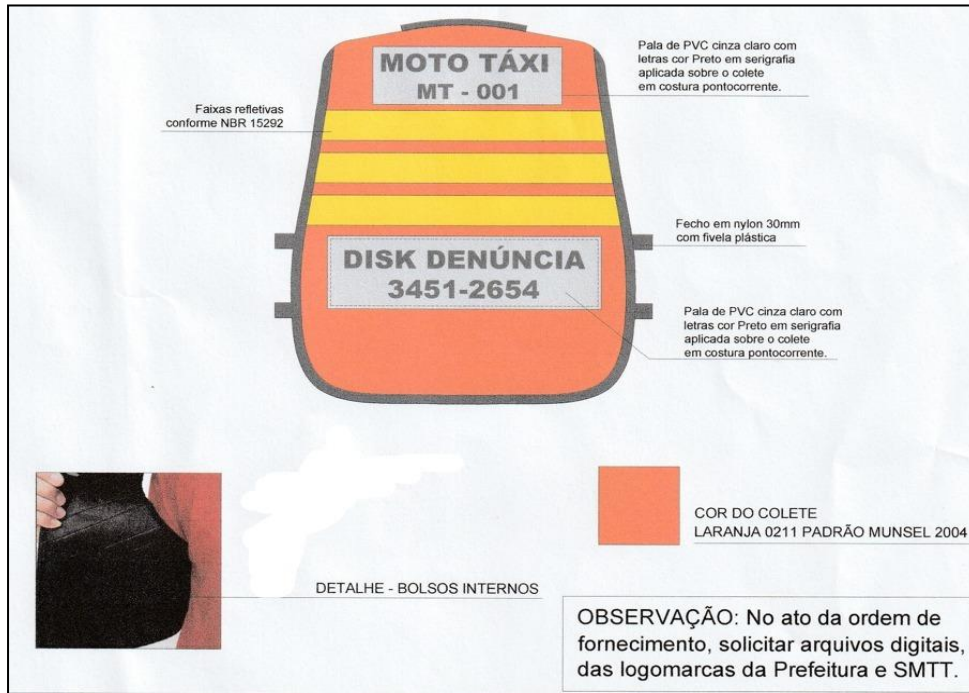 MOTO TÁXI
MT - 001
Pala de PVC cinza claro com
letras cor Preto em serigrafia
aplicada sobre o colete
em costura pontocorrente.
Faixas refletivas
conforme NBR 15292
Fecho em nylon 30mm
com fivela plástica
DISK DENÚNCIA
3451-2654
Pala de PVC cinza claro com
letras cor Preto em serigrafia
aplicada sobre o colete
em costura pontocorrente.
COR DO COLETE
LARANJA 0211 PADRÃO MUNSEL 2004
DETALHE - BOLSOS INTERNOS
OBSERVAÇÃO: No ato da ordem de
fornecimento, solicitar arquivos digitais,
das logomarcas da Prefeitura e SMTT.